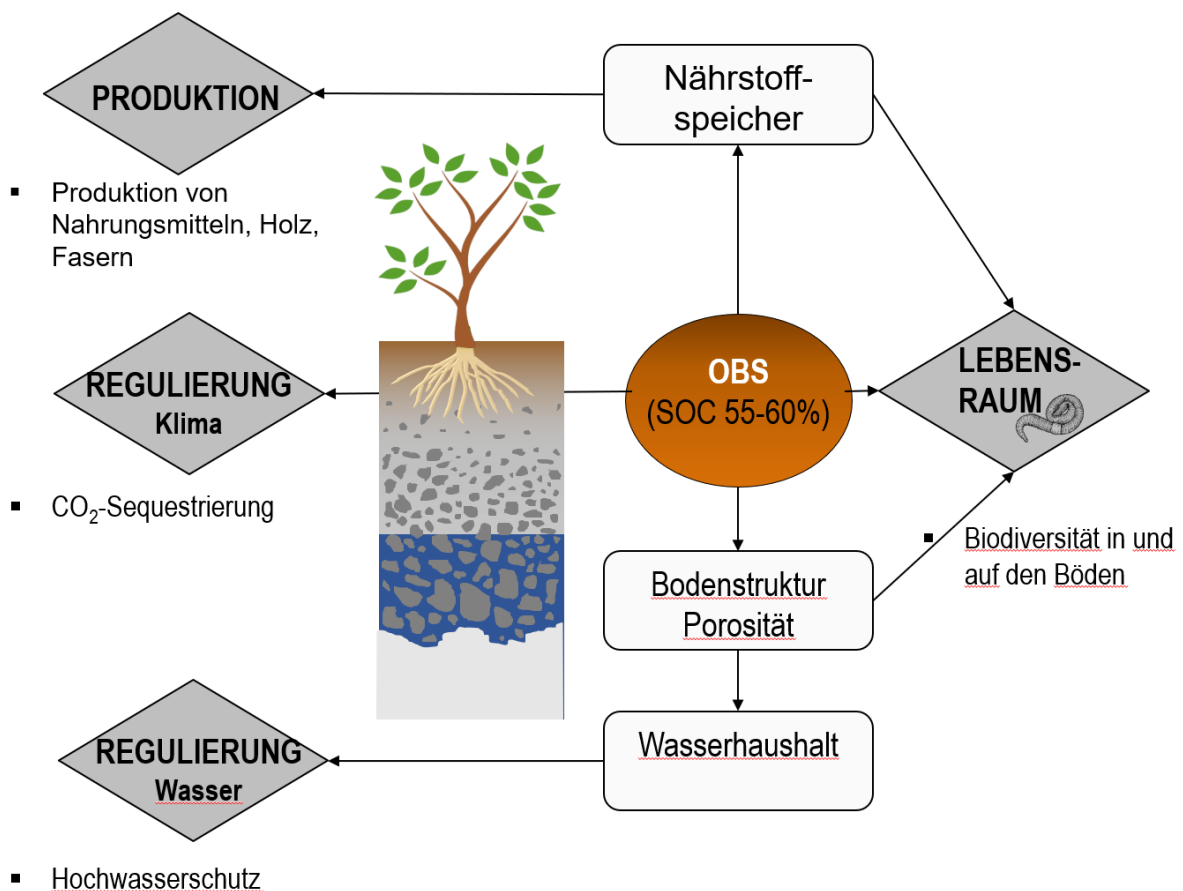 PRODUKTION
Nährstoff-
speicher
▪ Produktion von
Nahrungsmitteln, Holz,
Fasern
REGULIERUNG
Klima
OBS
(SOC 55-60%)
LEBENS-
RAUM
▪ CO₂-Sequestrierung
▪ Biodiversität in und
auf den Böden
Bodenstruktur
Porosität
REGULIERUNG
Wasser
Wasserhaushalt
▪ Hochwasserschutz